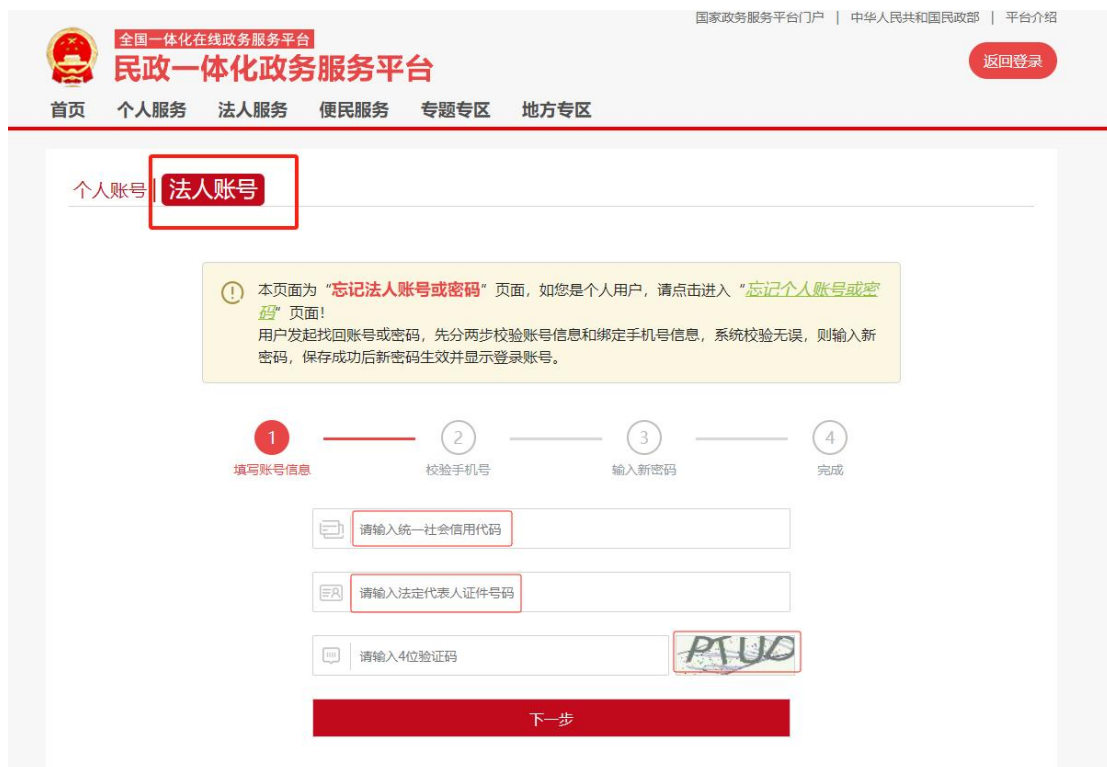 国家政务服务平台门户 | 中华人民共和国民政部 | 平台介绍
全国一体化在线政务服务平台
民政一体化政务服务平台
返回登录
首页 个人服务 法人服务 便民服务 专题专区 地方专区
个人账号 | 法人账号
本页面为“忘记法人账号或密码”页面，如您是个人用户，请点击进入“忘记个人账号或密
码”页面！
用户发起找回账号或密码，先分两步校验账号信息和绑定手机号信息，系统校验无误，则输入新
密码，保存成功后新密码生效并显示登录账号。
1 2 3 4
填写账号信息 校验手机号 输入新密码 完成
请输入统一社会信用代码
请输入法定代表人证件号码
请输入4位验证码 PTUD
下一步